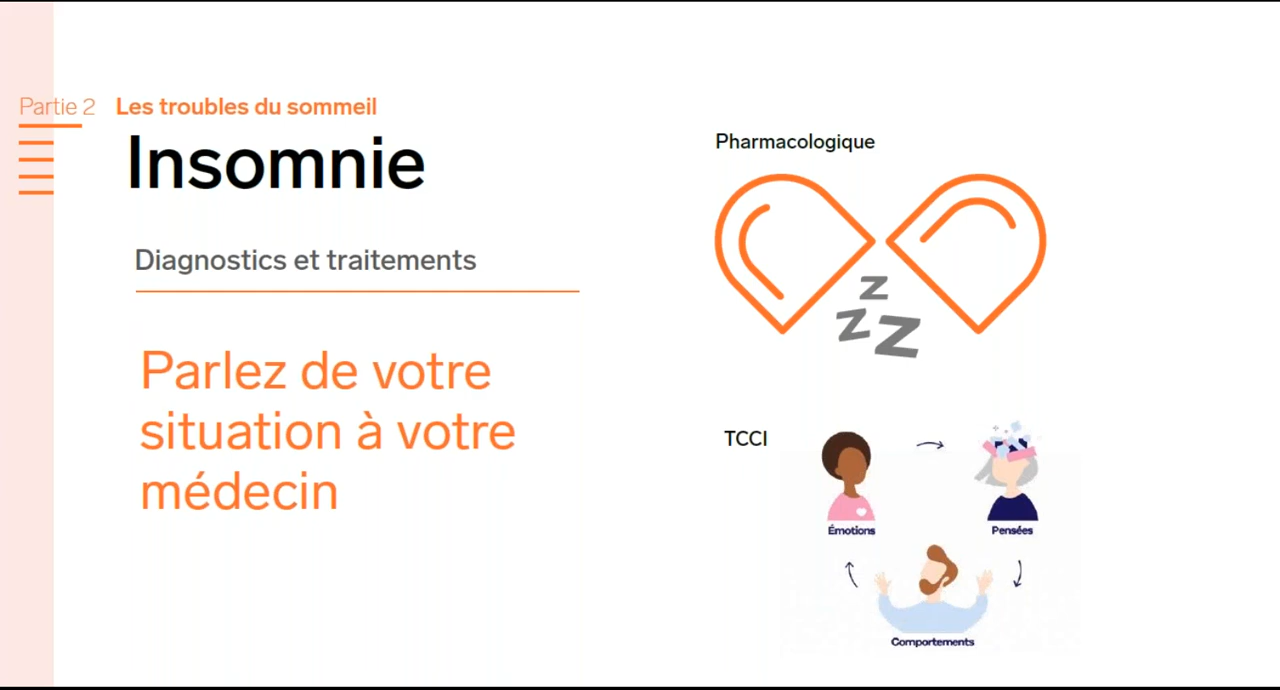 Partie 2 Les troubles du sommeil
Insomnie
Diagnostics et traitements
Parlez de votre
situation à votre
médecin
Pharmacologique
z
z
z
TCCI
Émotions
Pensées
Comportements